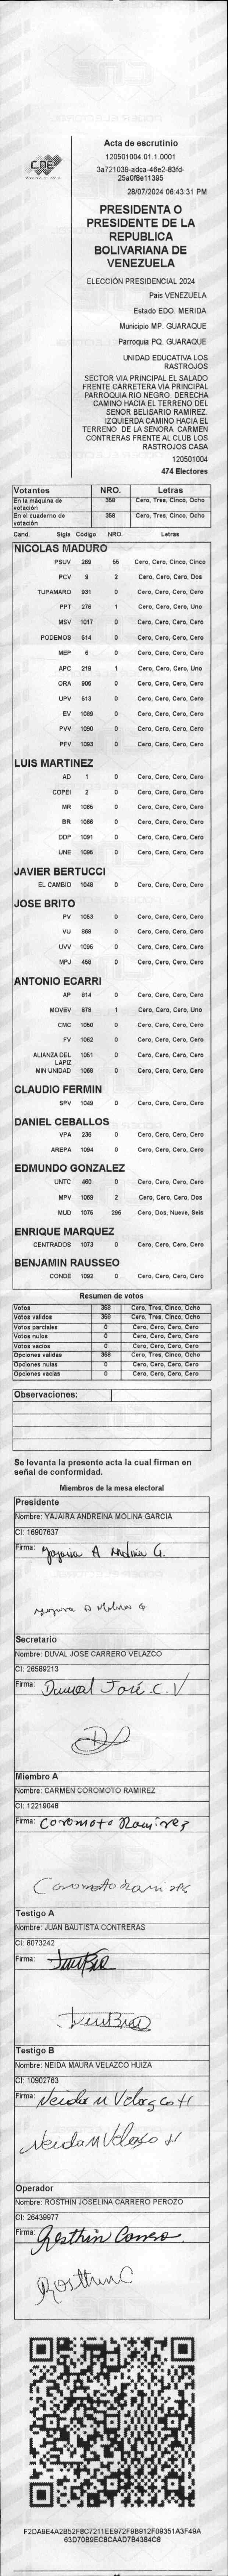 CNE
Acta de escrutinio
120501004.01.1.0001
3a721039-adca-46e2-83fd-
25a0f8e11395
28/07/2024 06:43:31 PM
PRESIDENTA O
PRESIDENTE DE LA
REPUBLICA
BOLIVARIANA DE
VENEZUELA
ELECCIÓN PRESIDENCIAL 2024
Pais VENEZUELA
Estado EDO. MERIDA
Municipio MP. GUARAQUE
Parroquia PQ. GUARAQUE
UNIDAD EDUCATIVA LOS
RASTROJOS
SECTOR VIA PRINCIPAL EL SALADO
FRENTE CARRETERA VIA PRINCIPAL
PARROQUIA RIO NEGRO. DERECHA
CAMINO HACIA EL TERRENO DEL
SENOR BELISARIO RAMIREZ.
IZQUIERDA CAMINO HACIA EL
TERRENO DE LA SENORA CARMEN
CONTRERAS FRENTE AL CLUB LOS
RASTROJOS CASA
120501004
474 Electores
Votantes NRO. Letras
En la máquina de votación 358 Cero, Tres, Cinco, Ocho
En el cuaderno de votación 358 Cero, Tres, Cinco, Ocho
Cand. Sigla Código NRO. Letras
NICOLAS MADURO
PSUV 269 55 Cero, Cero, Cinco, Cinco
PCV 9 2 Cero, Cero, Cero, Dos
TUPAMARO 931 0 Cero, Cero, Cero, Cero
PPT 276 1 Cero, Cero, Cero, Uno
MSV 1017 0 Cero, Cero, Cero, Cero
PODEMOS 514 0 Cero, Cero, Cero, Cero
MEP 6 0 Cero, Cero, Cero, Cero
APC 219 1 Cero, Cero, Cero, Uno
ORA 906 0 Cero, Cero, Cero, Cero
UPV 513 0 Cero, Cero, Cero, Cero
EV 1089 0 Cero, Cero, Cero, Cero
PVV 1090 0 Cero, Cero, Cero, Cero
PFV 1093 0 Cero, Cero, Cero, Cero
LUIS MARTINEZ
AD 1 0 Cero, Cero, Cero, Cero
COPEI 2 0 Cero, Cero, Cero, Cero
MR 0 Cero, Cero, Cero, Cero
BR 1066 0 Cero, Cero, Cero, Cero
DDP 1091 0 Cero, Cero, Cero, Cero
UNE 0 Cero, Cero, Cero, Cero
JAVIER BERTUCCI
EL CAMBIO 1048 0 Cero, Cero, Cero, Cero
JOSE BRITO
PV 1053 0 Cero, Cero, Cero, Cero
VU 868 0 Cero, Cero, Cero, Cero
UVV 0 Cero, Cero, Cero, Cero
MPJ 458 0 Cero, Cero, Cero, Cero
ANTONIO ECARRI
AP 814 0 Cero, Cero, Cero, Cero
MOVEV 878 1 Cero, Cero, Cero, Uno
CMC 1050 0 Cero, Cero, Cero, Cero
FV 1052 0 Cero, Cero, Cero, Cero
ALIANZA DEL LAPIZ 1051 0 Cero, Cero, Cero, Cero
MIN UNIDAD 1069 0 Cero, Cero, Cero, Cero
CLAUDIO FERMIN
SPV 1049 0 Cero, Cero, Cero, Cero
DANIEL CEBALLOS
VPA 236 0 Cero, Cero, Cero, Cero
AREPA 1094 0 Cero, Cero, Cero, Cero
EDMUNDO GONZALEZ
UNTC 460 0 Cero, Cero, Cero, Cero
MPV 1059 2 Cero, Cero, Cero, Dos
MUD 1075 296 Cero, Dos, Nueve, Seis
ENRIQUE MARQUEZ
CENTRADOS 1073 0 Cero, Cero, Cero, Cero
BENJAMIN RAUSSEO
CONDE 1092 0 Cero, Cero, Cero, Cero
Resumen de votos
Votos 358 Cero, Tres, Cinco, Ocho
Votos validos 358 Cero, Tres, Cinco, Ocho
Votos parciales 0 Cero, Cero, Cero, Cero
Votos nulos 0 Cero, Cero, Cero, Cero
Votos vacios 0 Cero, Cero, Cero, Cero
Opciones validas 358 Cero, Tres, Cinco, Ocho
Opciones nulas 0 Cero, Cero, Cero, Cero
Opciones vacias 0 Cero, Cero, Cero, Cero
Observaciones:
Se levanta la presente acta la cual firman en
señal de conformidad.
Miembros de la mesa electoral
Presidente
Nombre: YAJAIRA ANDREINA MOLINA GARCIA
CI: 16907637
Firma: Yajaira A Molina G.
Yajaira A Molina G
Secretario
Nombre: DUVAL JOSE CARRERO VELAZCO
CI: 26589213
Firma: Duval José. C. V
Miembro A
Nombre: CARMEN COROMOTO RAMIREZ
CI: 12219048
Firma: Coromoto Ramirez
Coromoto Ramirez
Testigo A
Nombre: JUAN BAUTISTA CONTRERAS
CI: 8073242
Firma:
Testigo B
Nombre: NEIDA MAURA VELAZCO HUIZA
CI: 10902763
Firma: Neida M Velazco H
Neida M Velazco H
Operador
Nombre: ROSTHIN JOSELINA CARRERO PEROZO
CI: 26439977
Firma: Rosthin Carrero
Rosthin C
F2DA9E4A2B52F8C7211EE972F9B912F09351A3F49A
63D70B9EC8CAAD7B4384C8